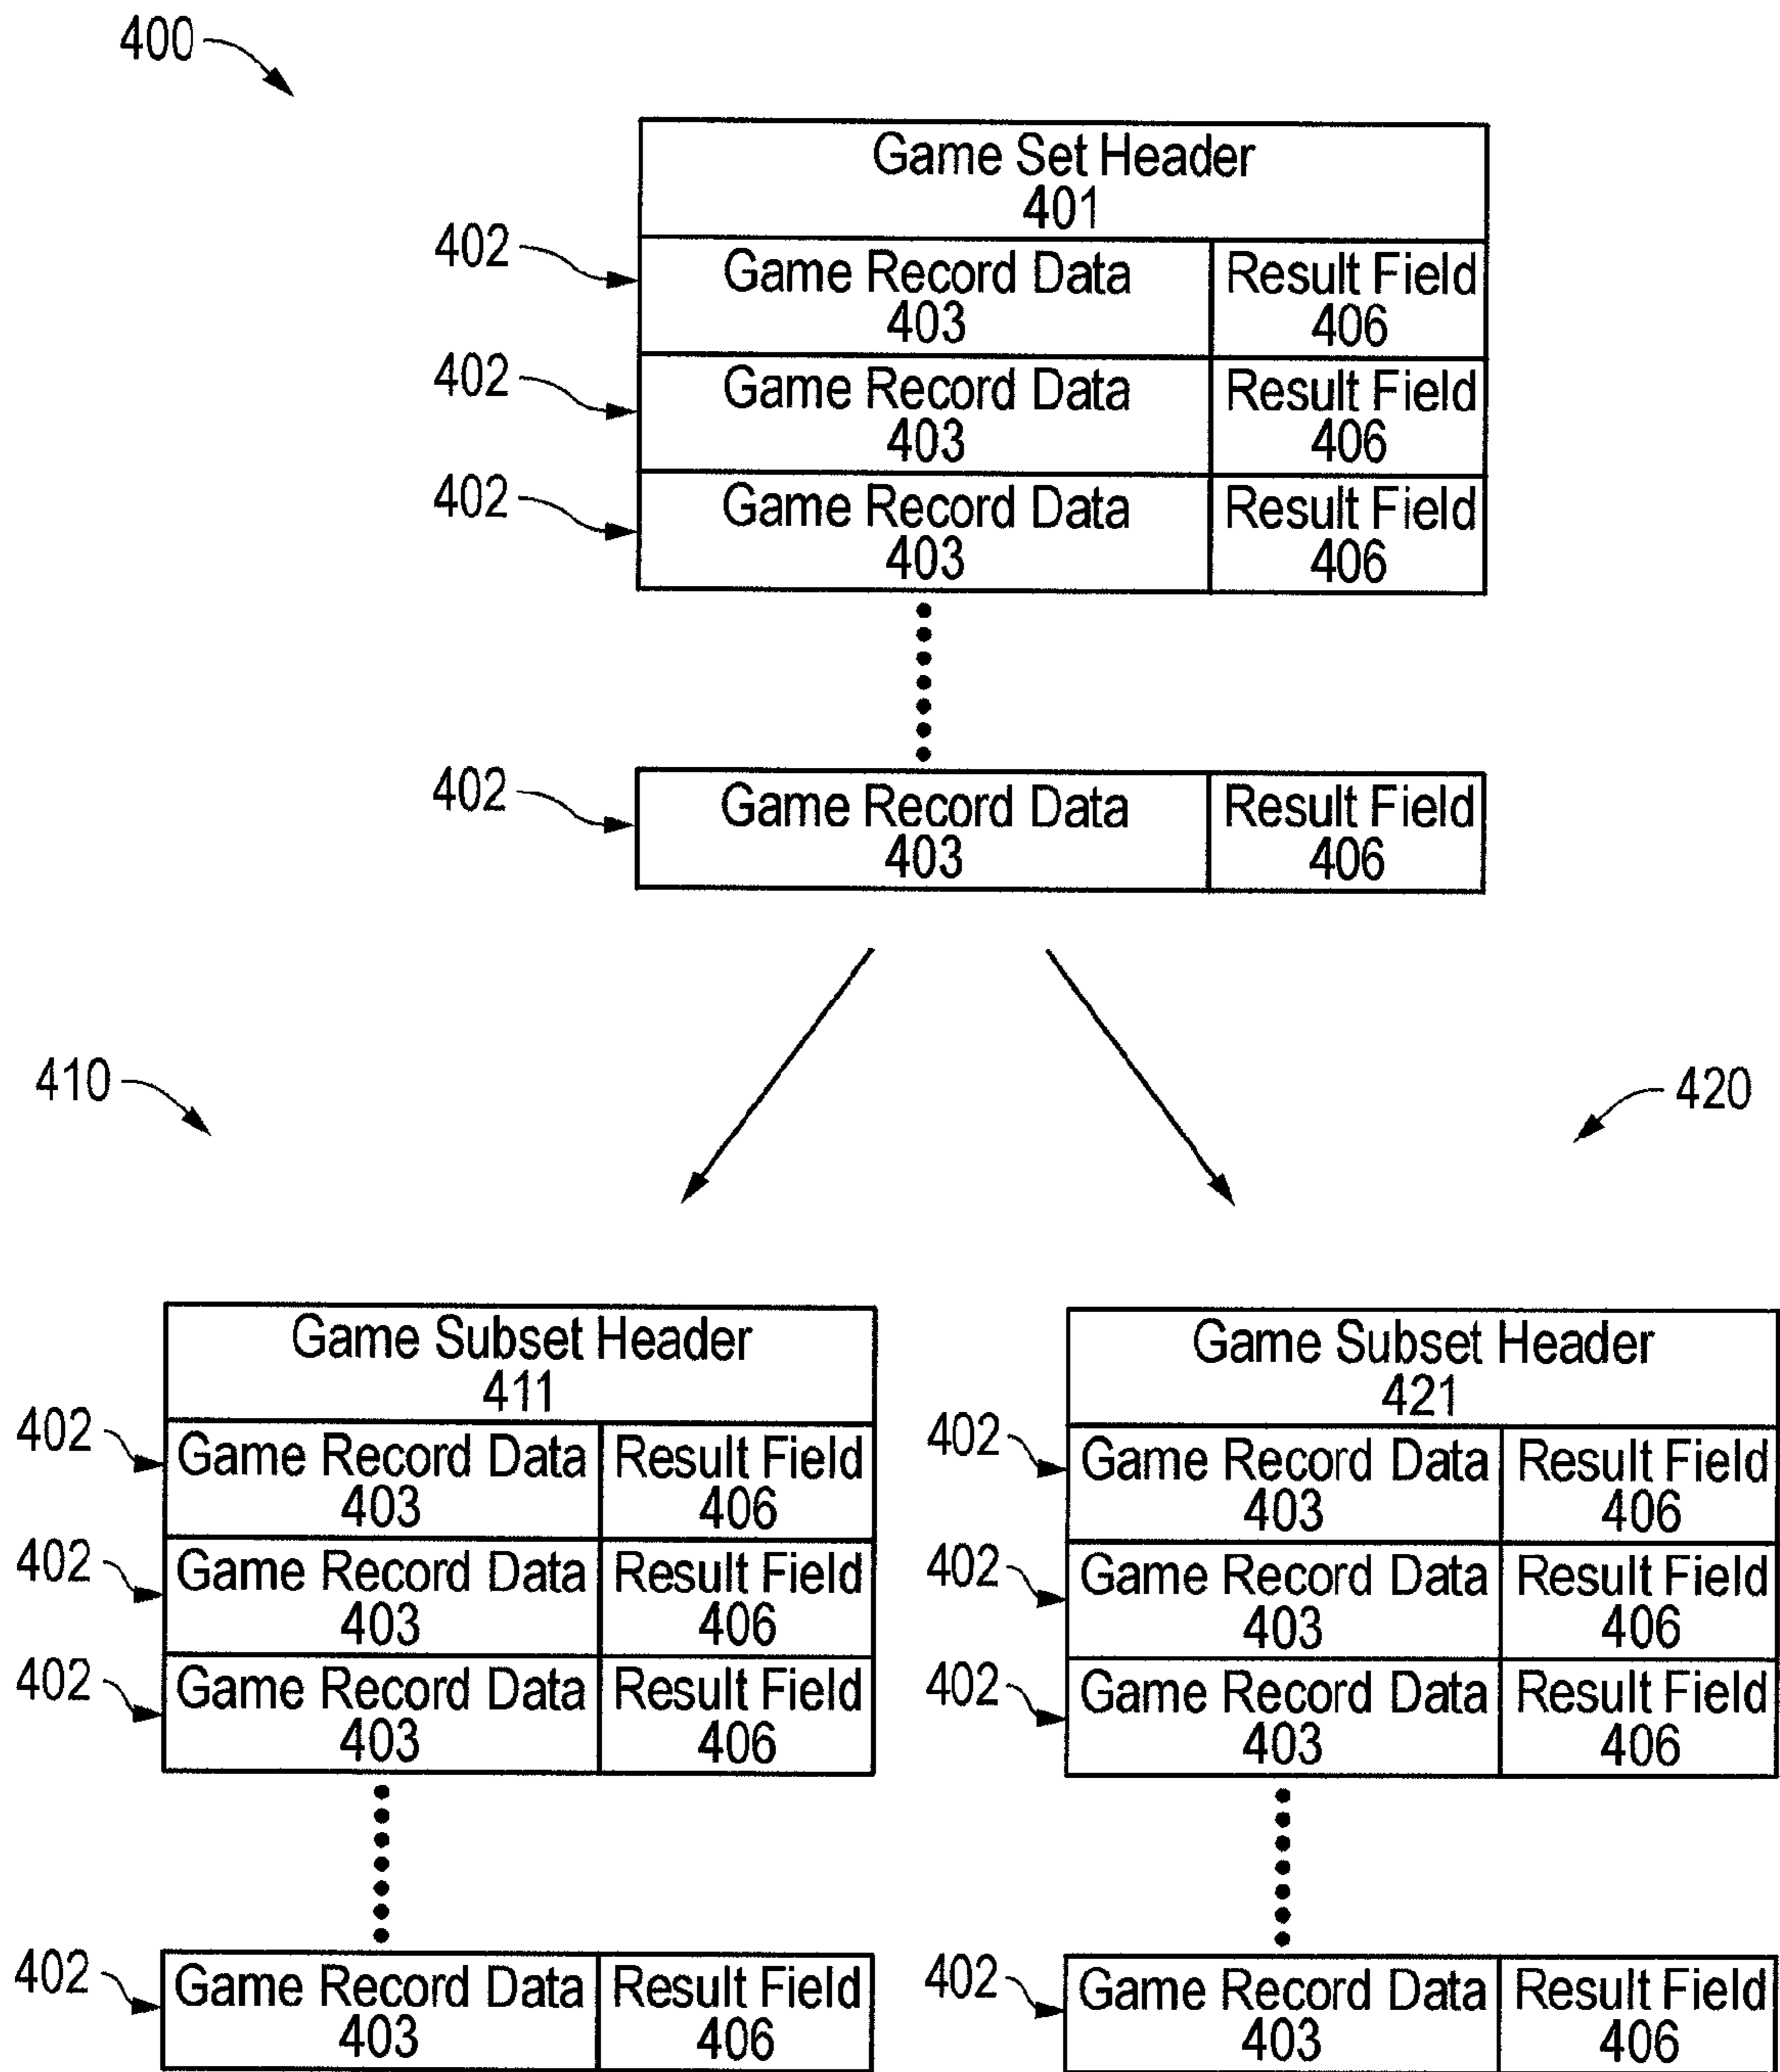 400
Game Set Header
401
402
Game Record Data
403
Result Field
406
402
Game Record Data
403
Result Field
406
402
Game Record Data
403
Result Field
406
402
Game Record Data
403
Result Field
406
410
420
Game Subset Header
411
402
Game Record Data
403
Result Field
406
402
Game Record Data
403
Result Field
406
402
Game Record Data
403
Result Field
406
402
Game Record Data
403
Result Field
406
Game Subset Header
421
402
Game Record Data
403
Result Field
406
402
Game Record Data
403
Result Field
406
402
Game Record Data
403
Result Field
406
402
Game Record Data
403
Result Field
406